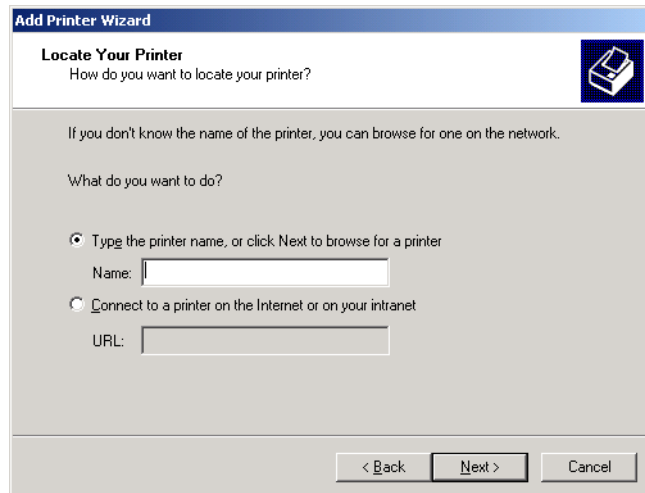 Add Printer Wizard
Locate Your Printer
How do you want to locate your printer?
If you don't know the name of the printer, you can browse for one on the network.
What do you want to do?
Type the printer name, or click Next to browse for a printer
Name:
Connect to a printer on the Internet or on your intranet
URL:
< Back Next > Cancel